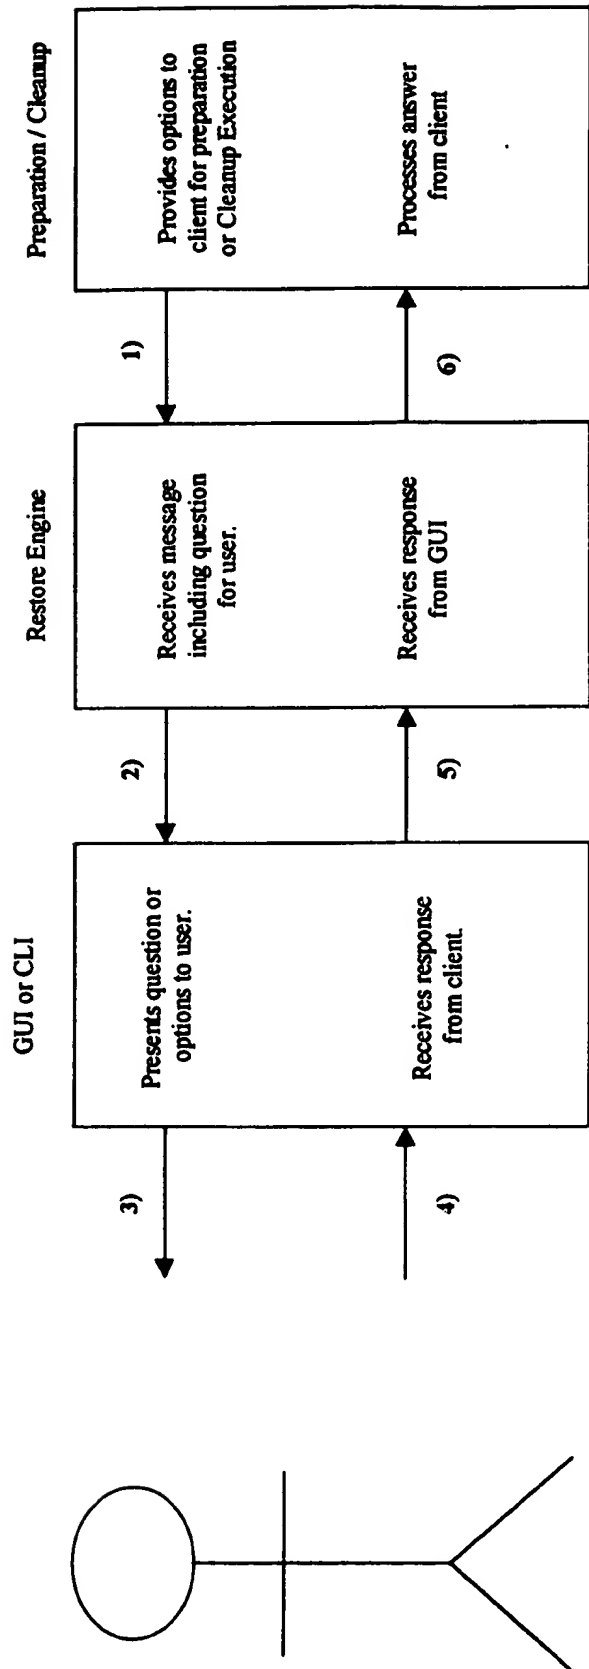 GUI or CLI
Restore Engine
Preparation / Cleanup
3)
Presents question or
options to user.
2)
Receives message
including question
for user.
1)
Provides options to
client for preparation
or Cleanup Execution
4)
Receives response
from client.
5)
Receives response
from GUI
6)
Processes answer
from client